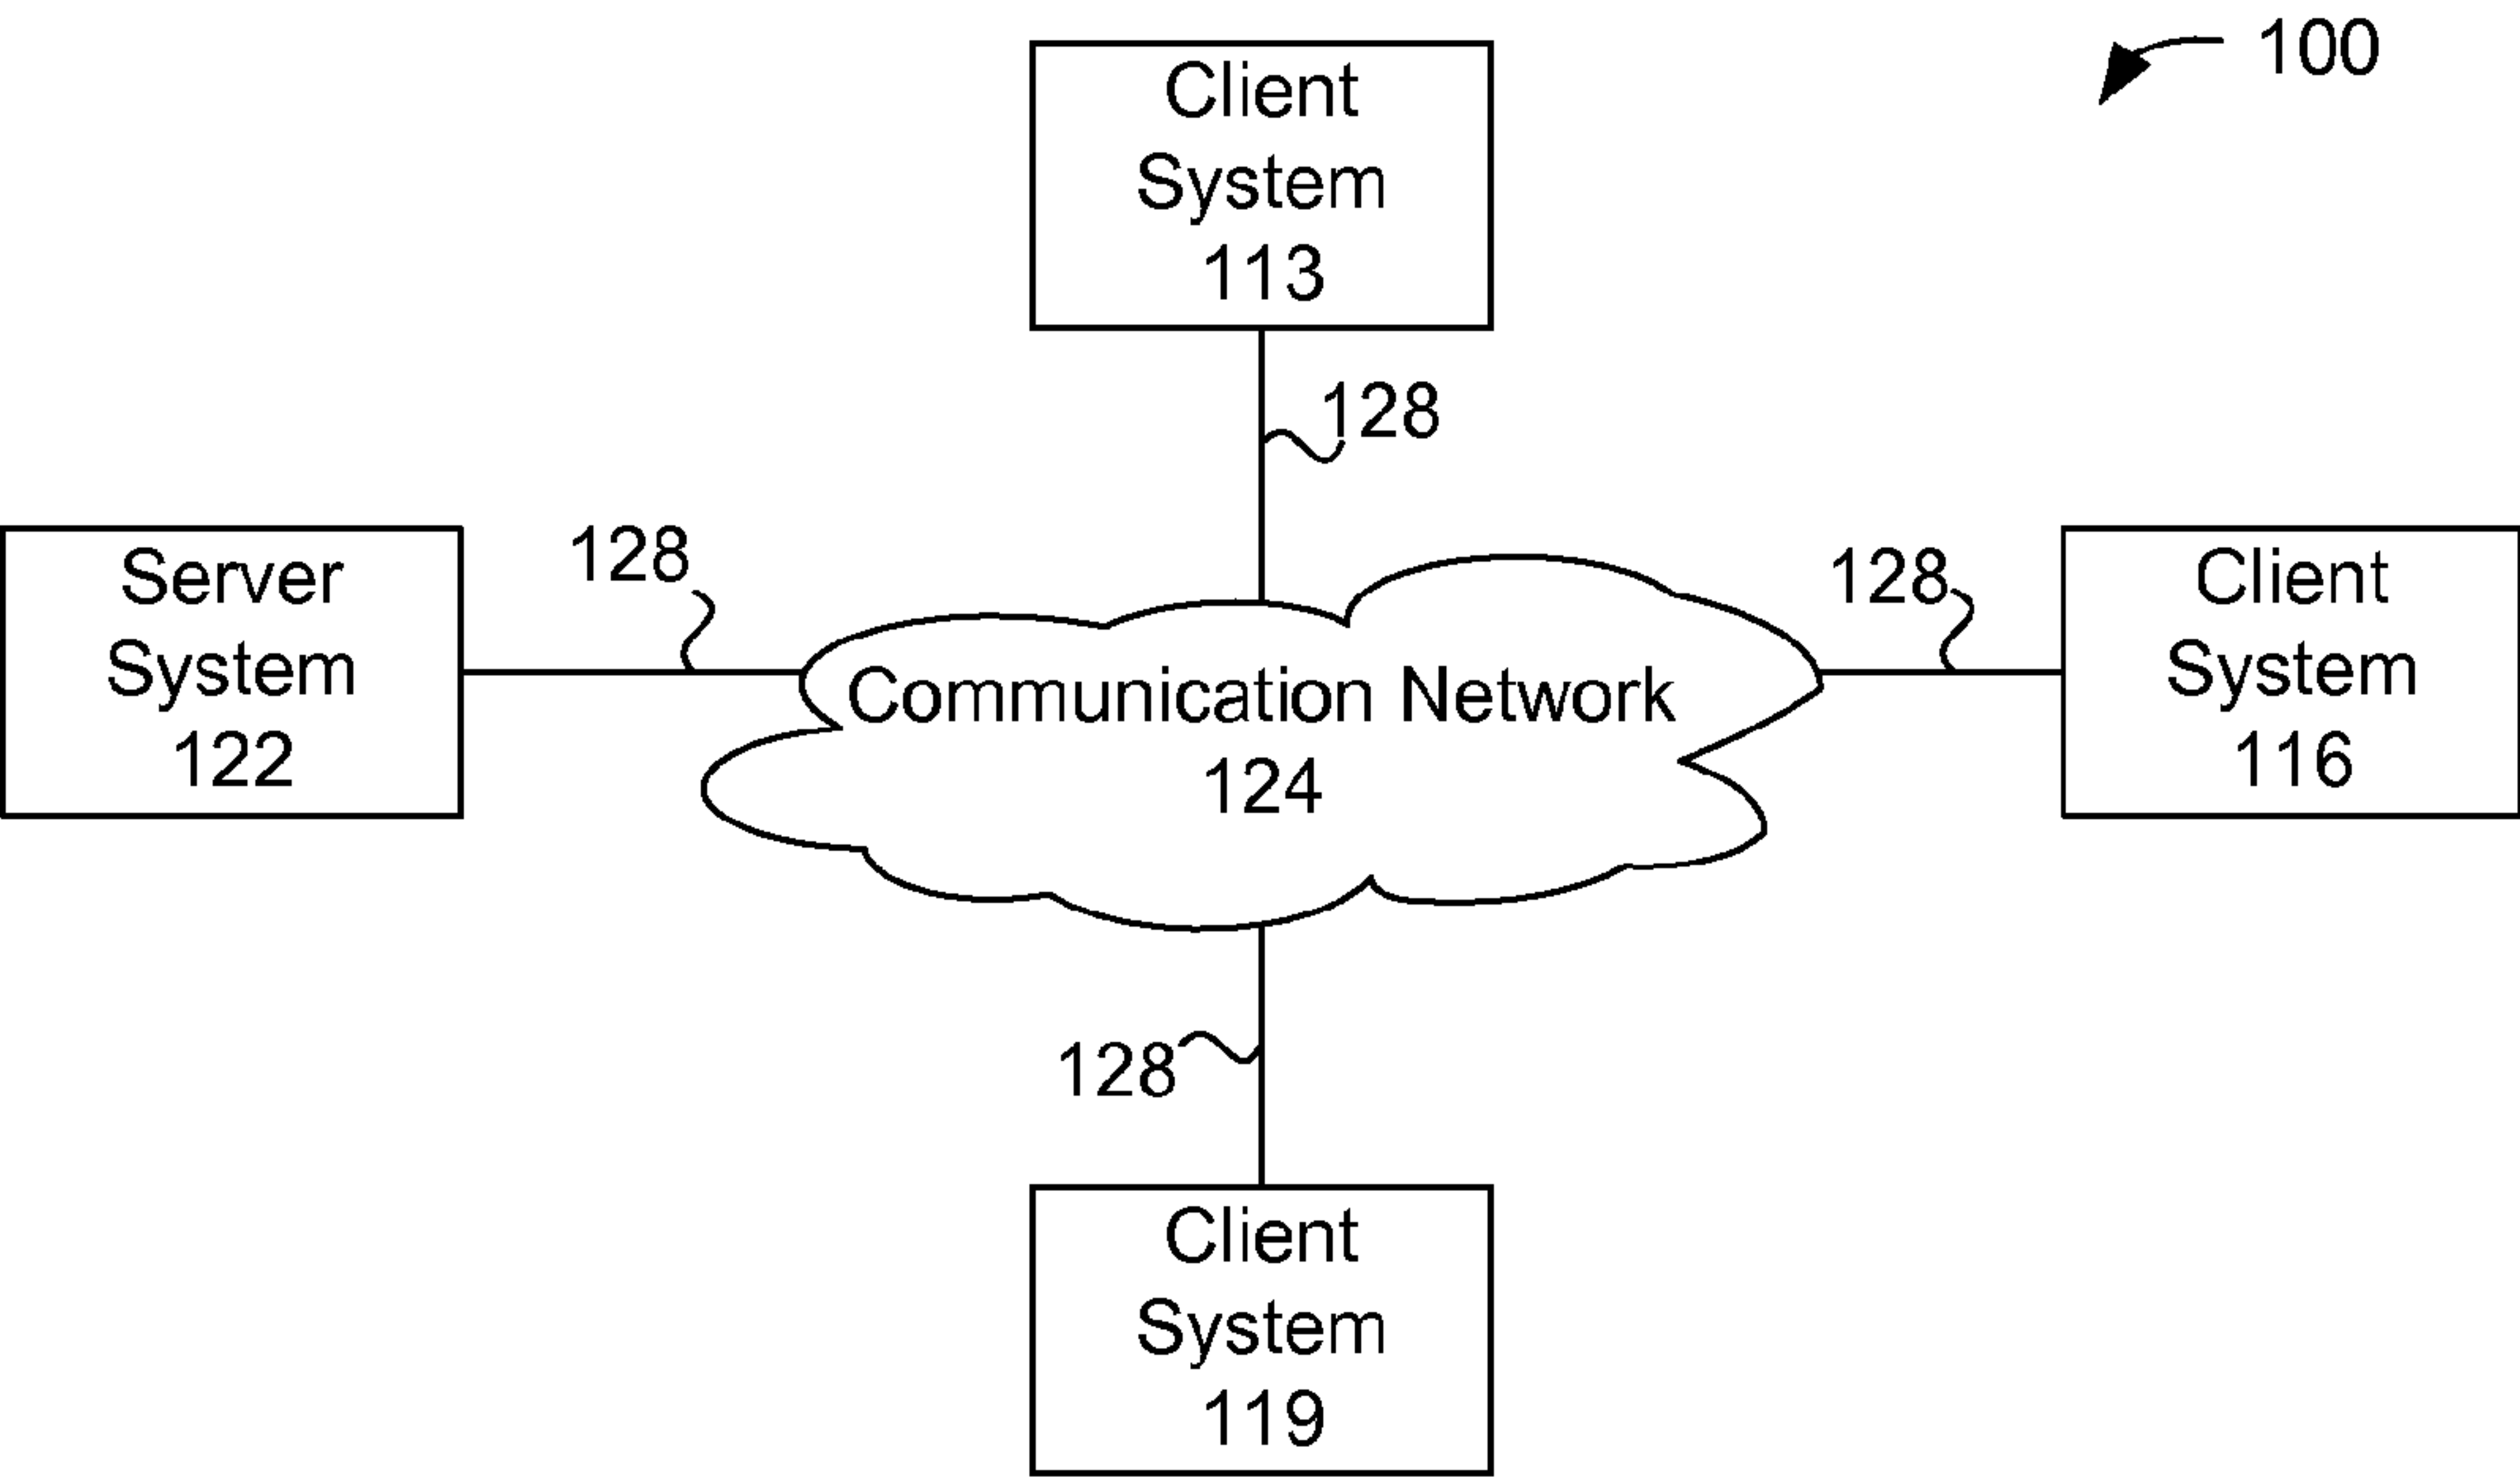 100
Client
System
113
128
Server
System
122
128
128
Client
System
116
Communication Network
124
128
Client
System
119